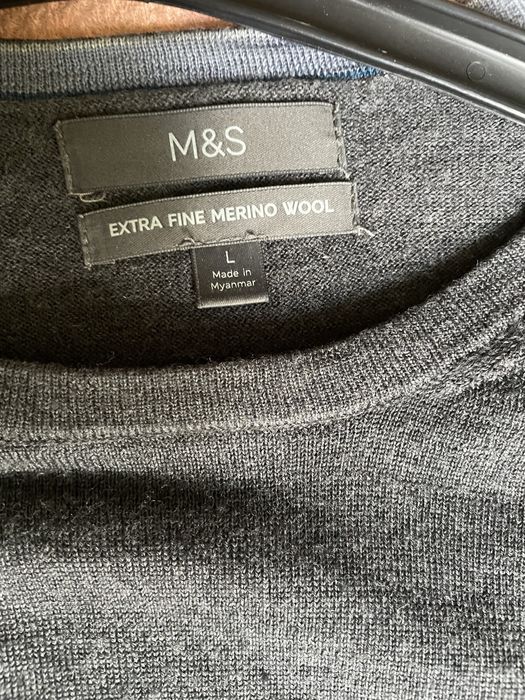 M&S
EXTRA FINE MERINO WOOL
L
Made in
Myanmar